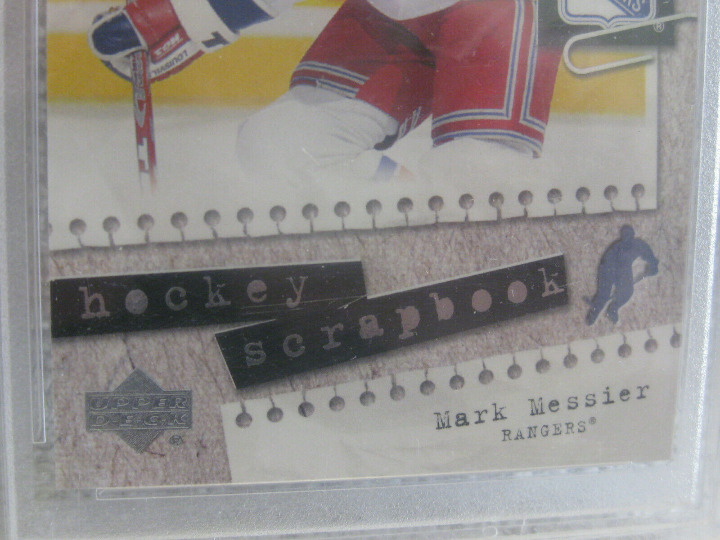 hockey
scrapbook
UPPER
DECK
Mark Messier
RANGERS®